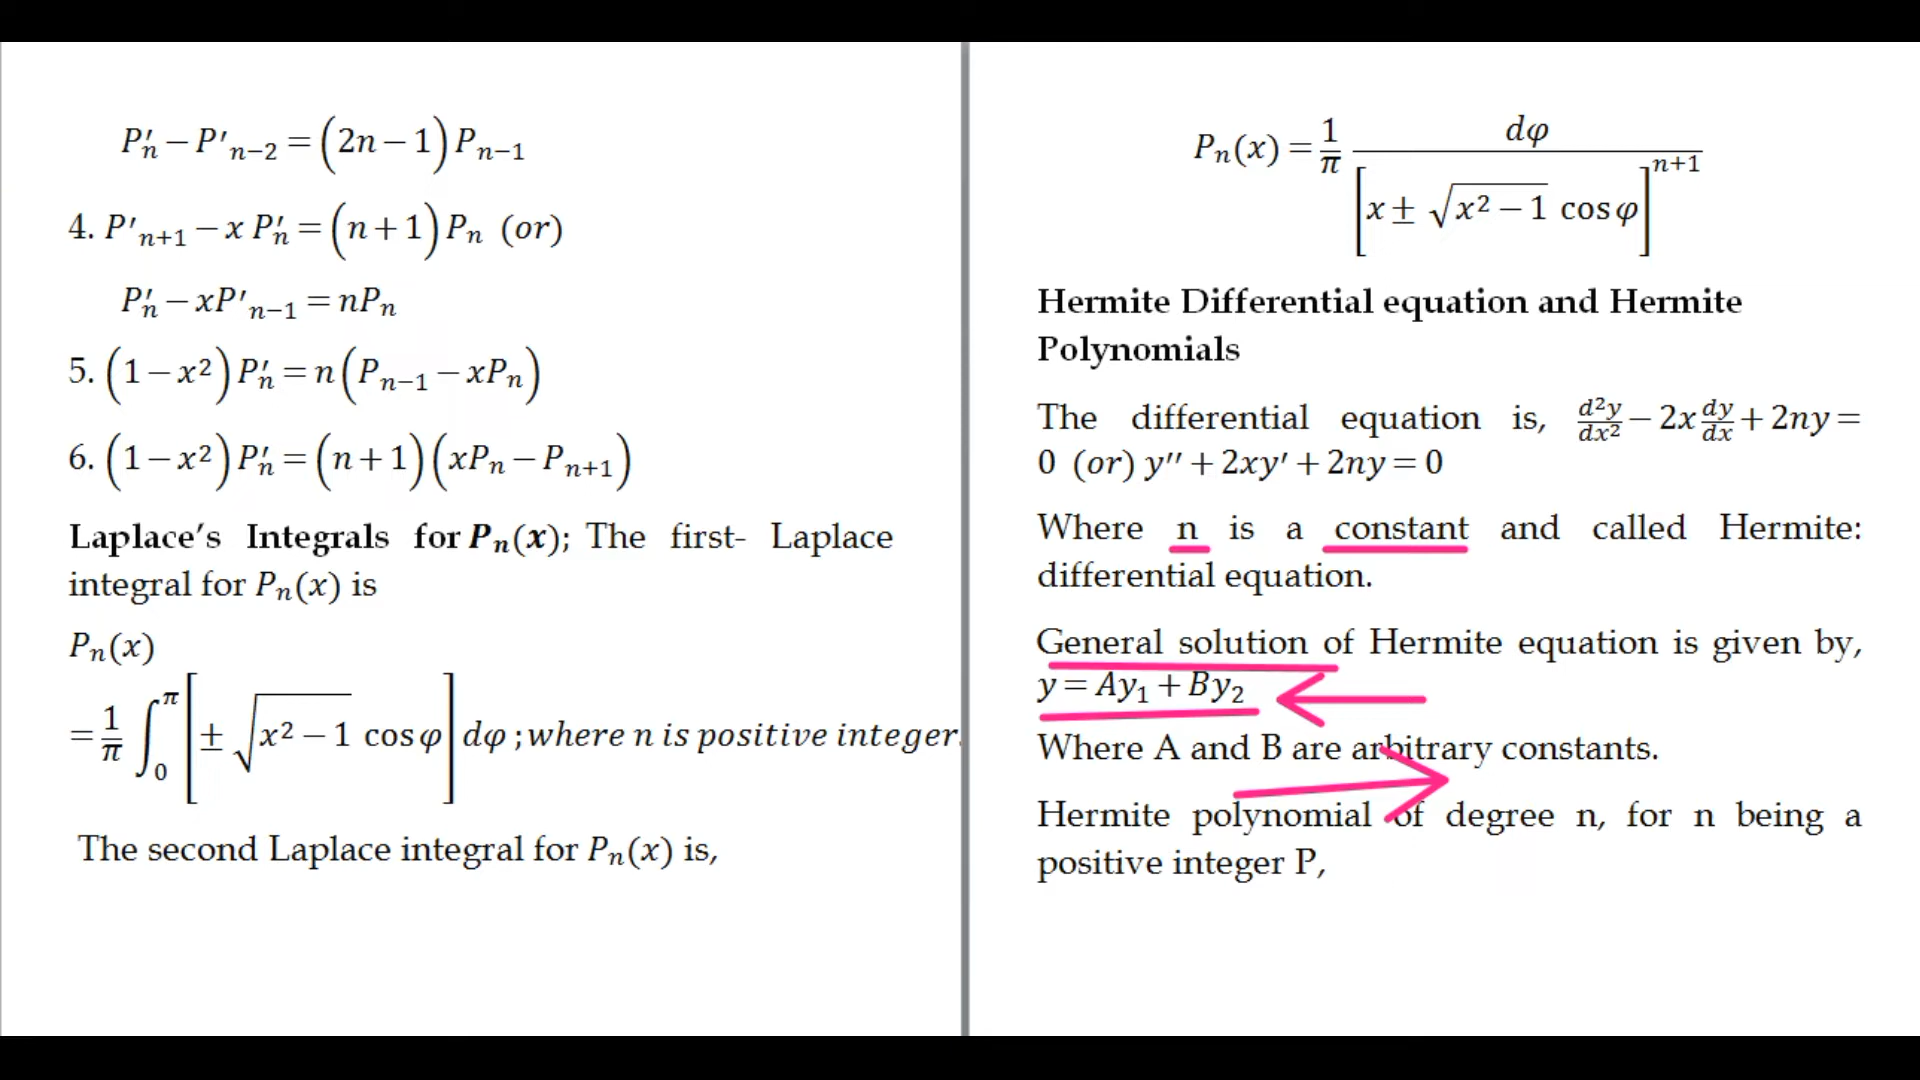 P′ₙ − P′ₙ₋₂ = (2n − 1) Pₙ₋₁
4. P′ₙ₊₁ − x P′ₙ = (n + 1) Pₙ (or)
P′ₙ − xP′ₙ₋₁ = nPₙ
5. (1 − x²) P′ₙ = n(Pₙ₋₁ − xPₙ)
6. (1 − x²) P′ₙ = (n + 1)(xPₙ − Pₙ₊₁)
Laplace’s Integrals for Pₙ(x); The first- Laplace
integral for Pₙ(x) is
Pₙ(x)
= 1/π ∫₀^π [± √(x² − 1) cos φ] dφ ; where n is positive integer.
The second Laplace integral for Pₙ(x) is,
Pₙ(x) = 1/π dφ/[x ± √(x² − 1) cos φ]ⁿ⁺¹
Hermite Differential equation and Hermite
Polynomials
The differential equation is, d²y/dx² − 2x dy/dx + 2ny =
0 (or) y′′ + 2xy′ + 2ny = 0
Where n is a constant and called Hermite:
differential equation.
General solution of Hermite equation is given by,
y = Ay₁ + By₂
Where A and B are arbitrary constants.
Hermite polynomial of degree n, for n being a
positive integer P,